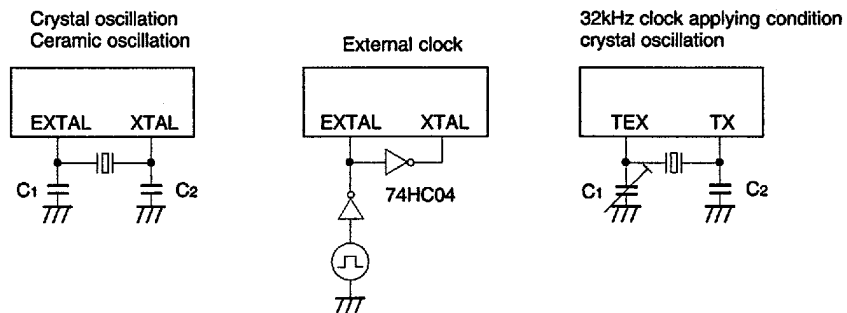 Crystal oscillation
Ceramic oscillation
EXTAL XTAL
C1 C2
External clock
EXTAL XTAL
74HC04
32kHz clock applying condition
crystal oscillation
TEX TX
C1 C2